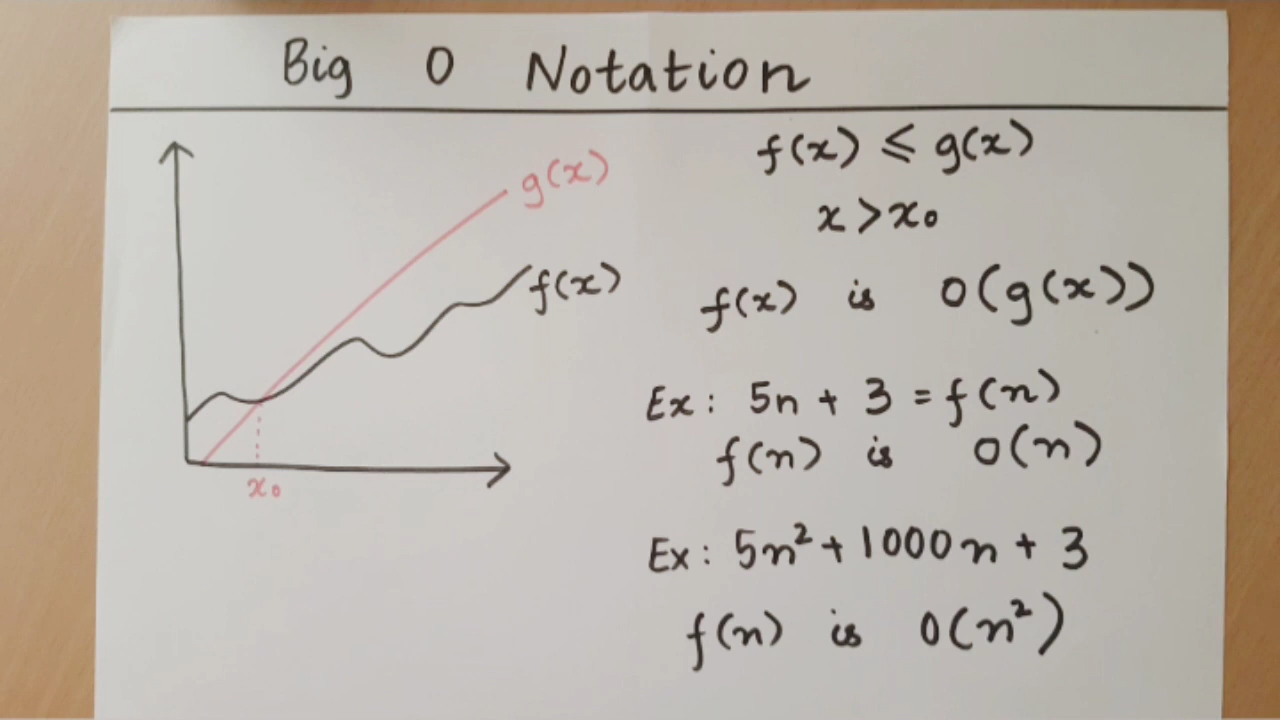 Big O Notation
g(x)
f(x)
x₀
f(x) ⩽ g(x)
x > x₀
f(x) is O(g(x))
Ex: 5n + 3 = f(n)
f(n) is O(n)
Ex: 5n² + 1000n + 3
f(n) is O(n²)